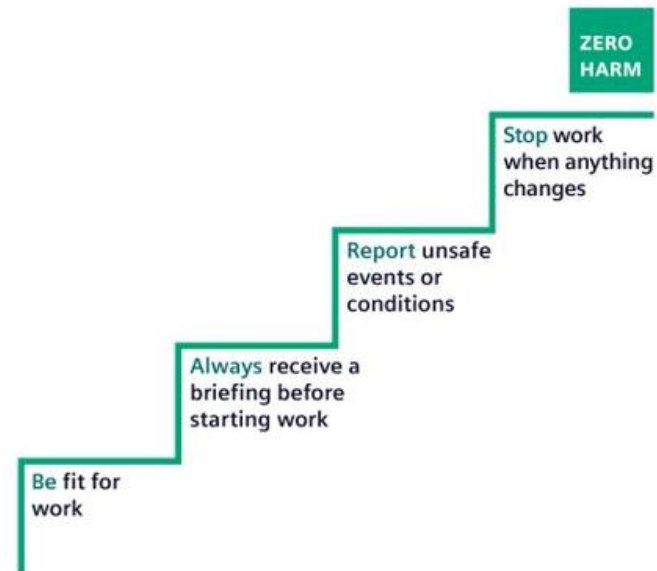 ZERO
HARM
Stop work
when anything
changes
Report unsafe
events or
conditions
Always receive a
briefing before
starting work
Be fit for
work